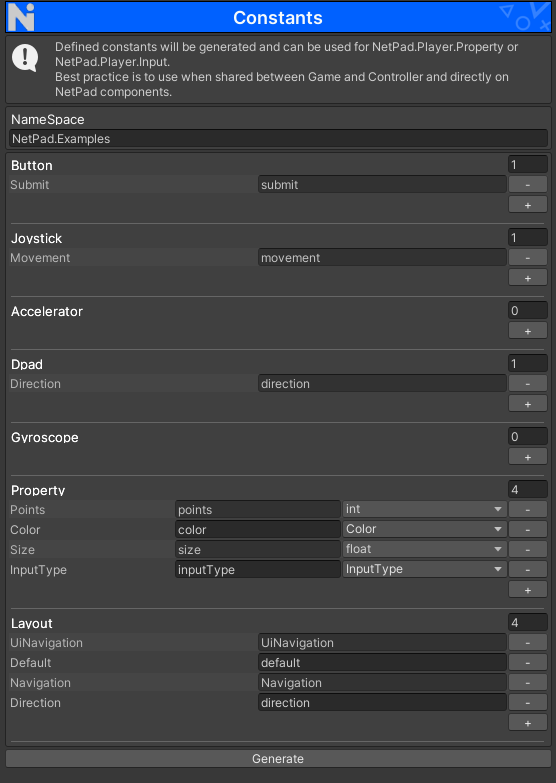 Ni
Constants
Defined constants will be generated and can be used for NetPad.Player.Property or
NetPad.Player.Input.
Best practice is to use when shared between Game and Controller and directly on
NetPad components.
NameSpace
NetPad.Examples
Button 1
Submit submit -
+
Joystick 1
Movement movement -
+
Accelerator 0
+
Dpad 1
Direction direction -
+
Gyroscope 0
+
Property 4
Points points int -
Color color Color -
Size size float -
InputType inputType InputType -
+
Layout 4
UiNavigation UiNavigation -
Default default -
Navigation Navigation -
Direction direction -
+
Generate